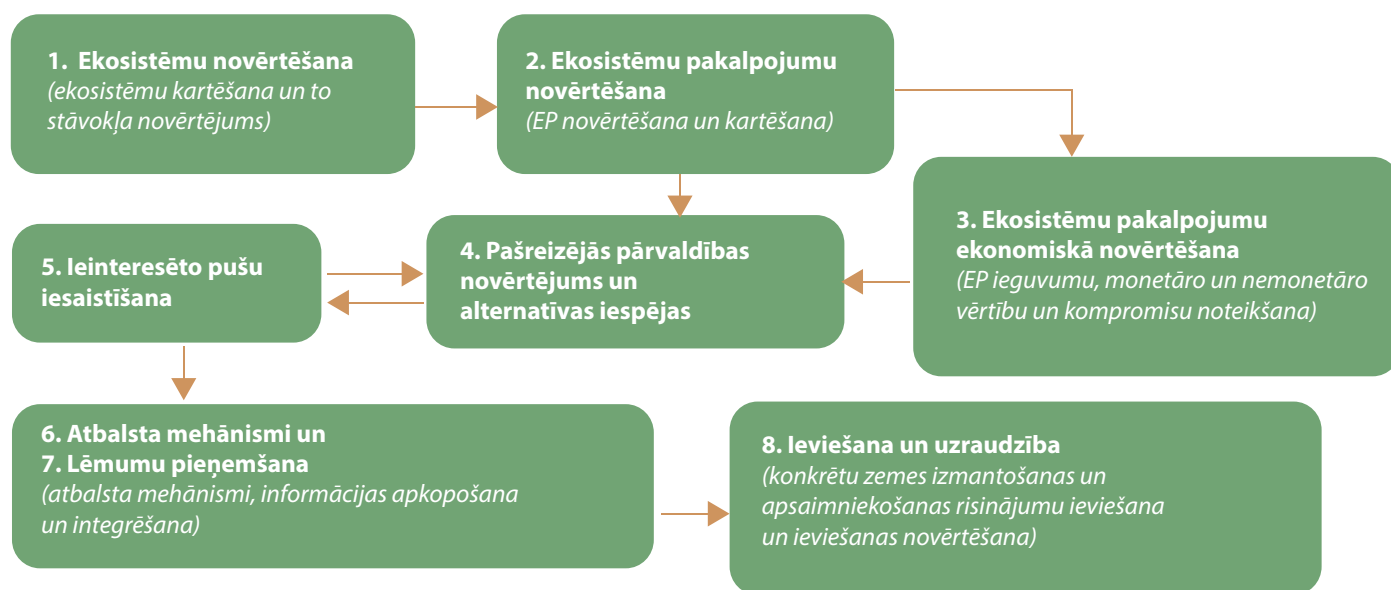 1. Ekosistēmu novērtēšana
(ekosistēmu kartēšana un to
stāvokļa novērtējums)
2. Ekosistēmu pakalpojumu
novērtēšana
(EP novērtēšana un kartēšana)
3. Ekosistēmu pakalpojumu
ekonomiskā novērtēšana
(EP ieguvumu, monetāro un nemonetāro
vērtību un kompromisu noteikšana)
4. Pašreizējās pārvaldības
novērtējums un
alternatīvas iespējas
5. Ieinteresēto pušu
iesaistīšana
6. Atbalsta mehānismi un
7. Lēmumu pieņemšana
(atbalsta mehānismi, informācijas apkopošana
un integrēšana)
8. Ieviešana un uzraudzība
(konkrētu zemes izmantošanas un
apsaimniekošanas risinājumu ieviešana
un ieviešanas novērtēšana)